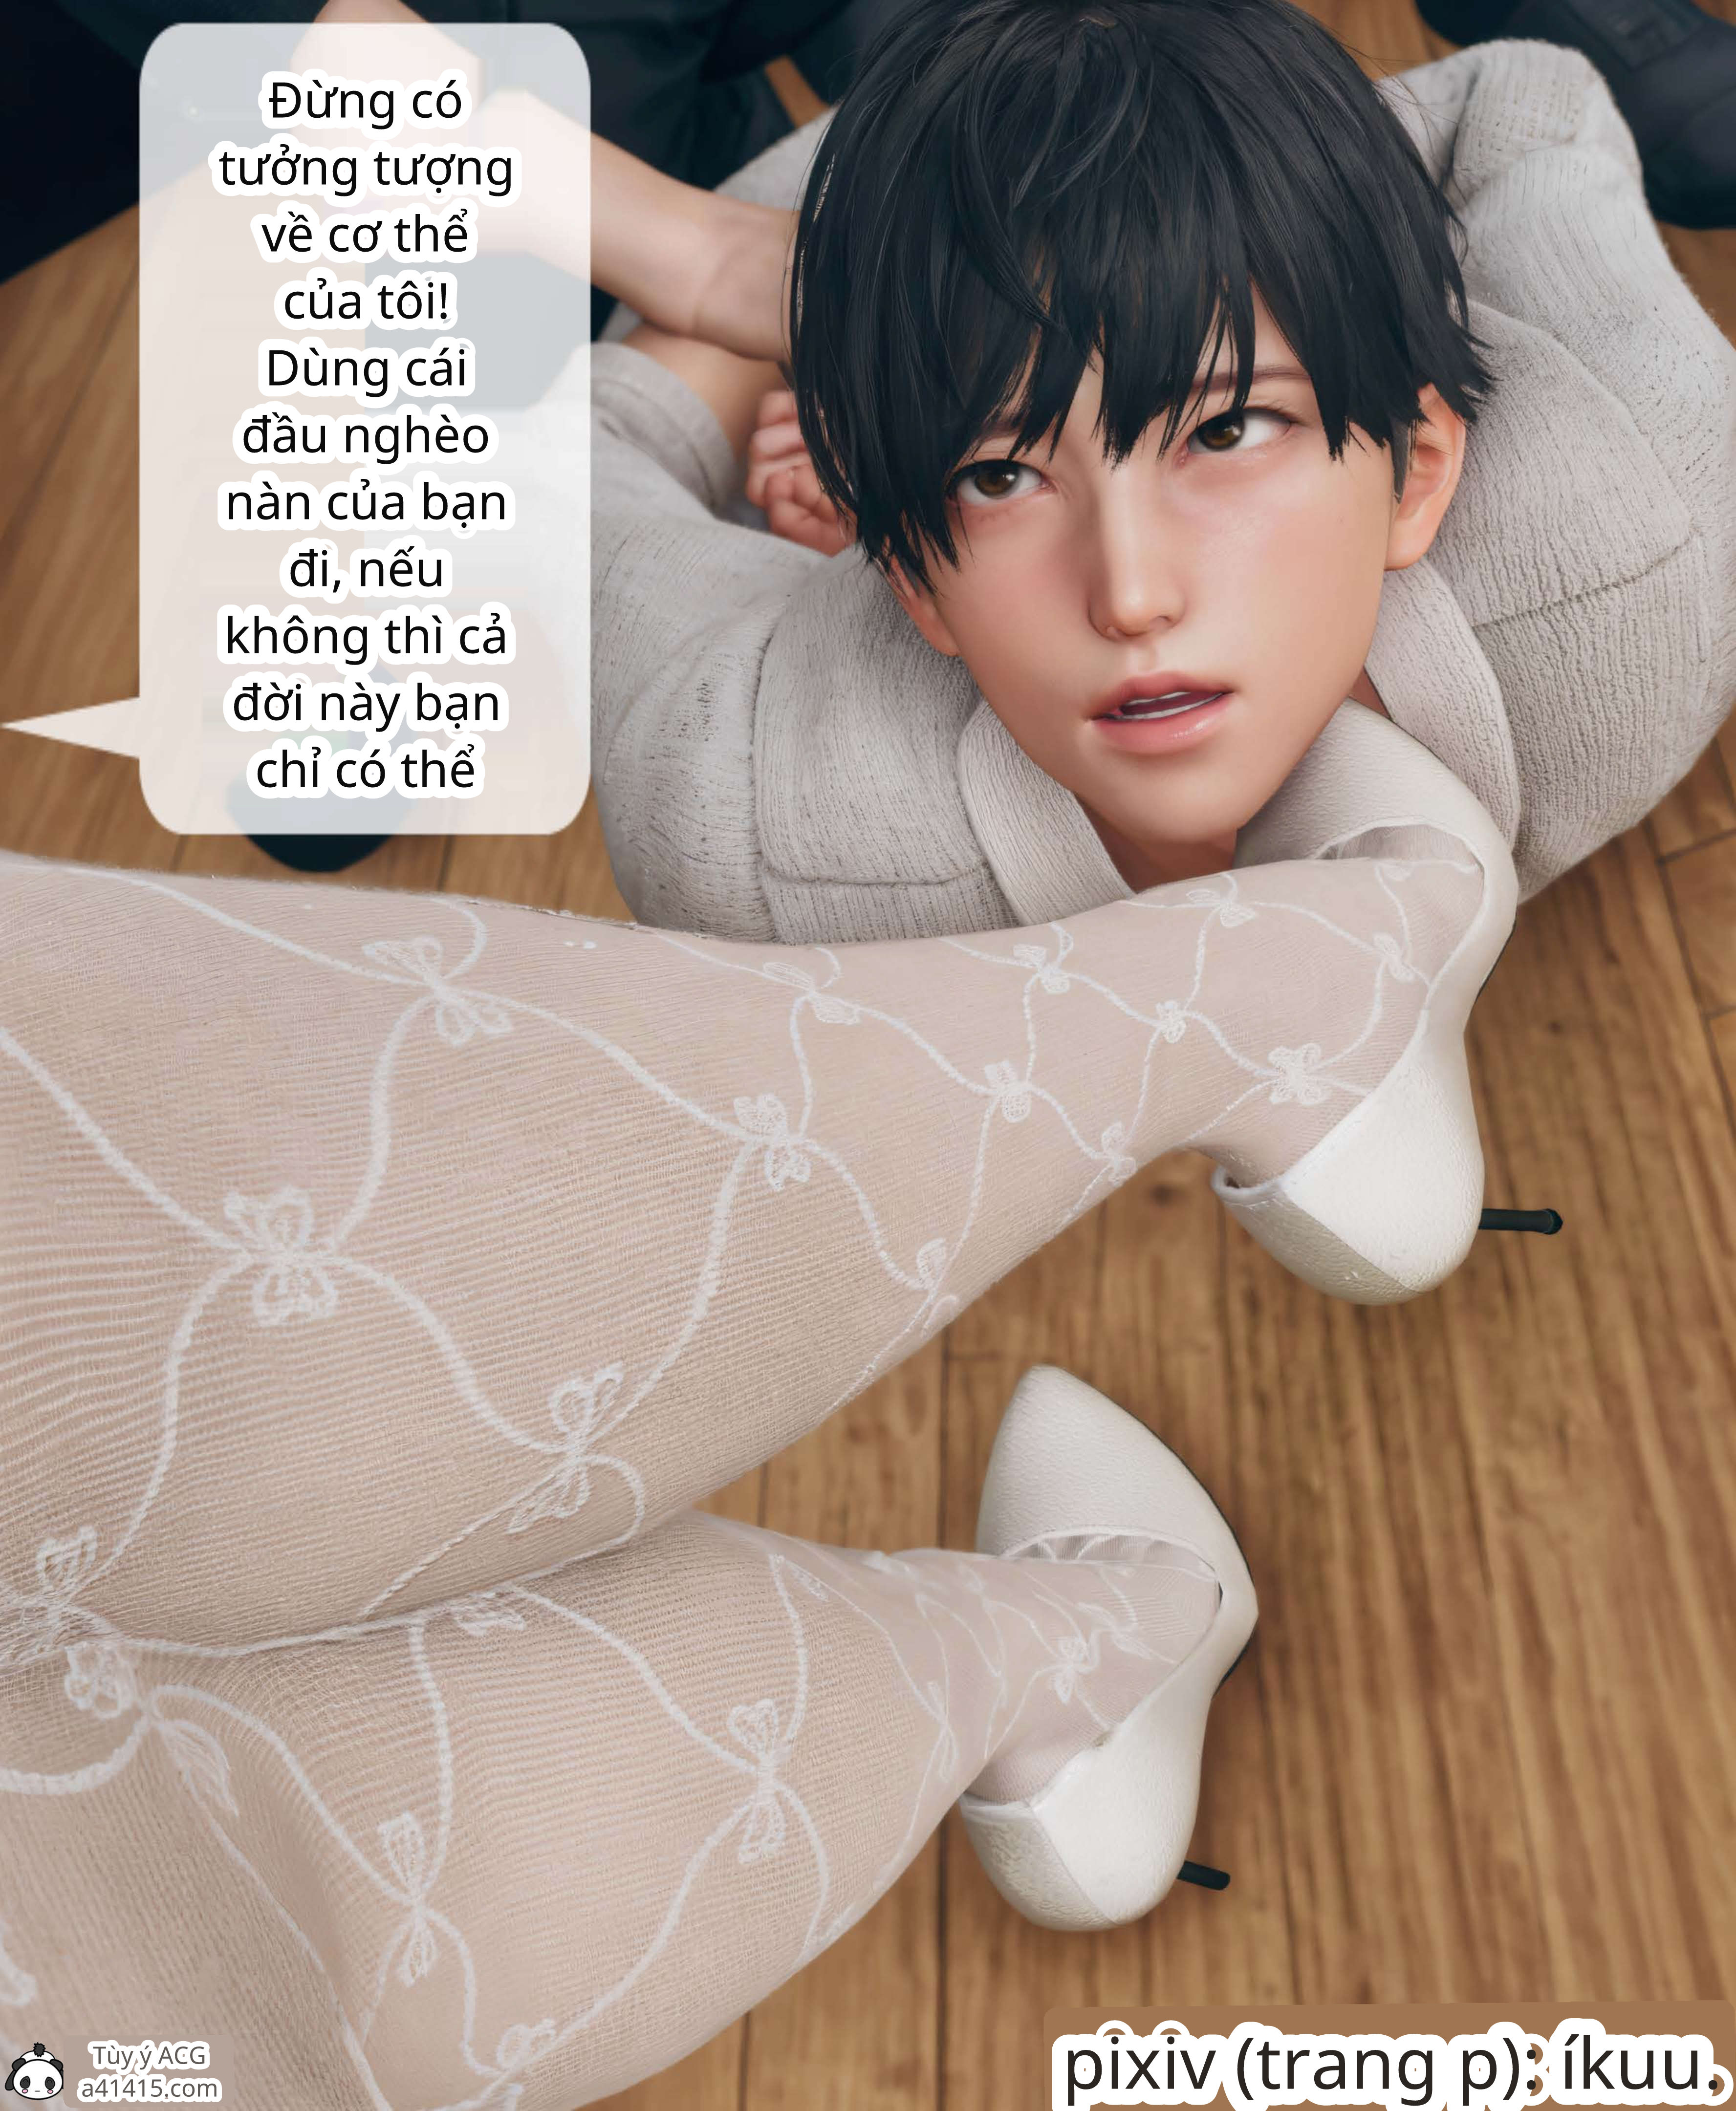 Đừng có
tưởng tượng
về cơ thể
của tôi!
Dùng cái
đầu nghèo
nàn của bạn
đi, nếu
không thì cả
đời này bạn
chỉ có thể
Tùy ý ACG
a41415.com
pixiv (trang p): íkuu.